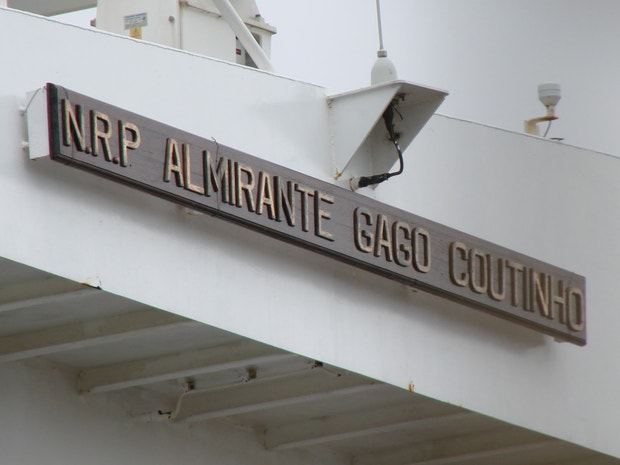 N.R.P ALMIRANTE GAGO COUTINHO